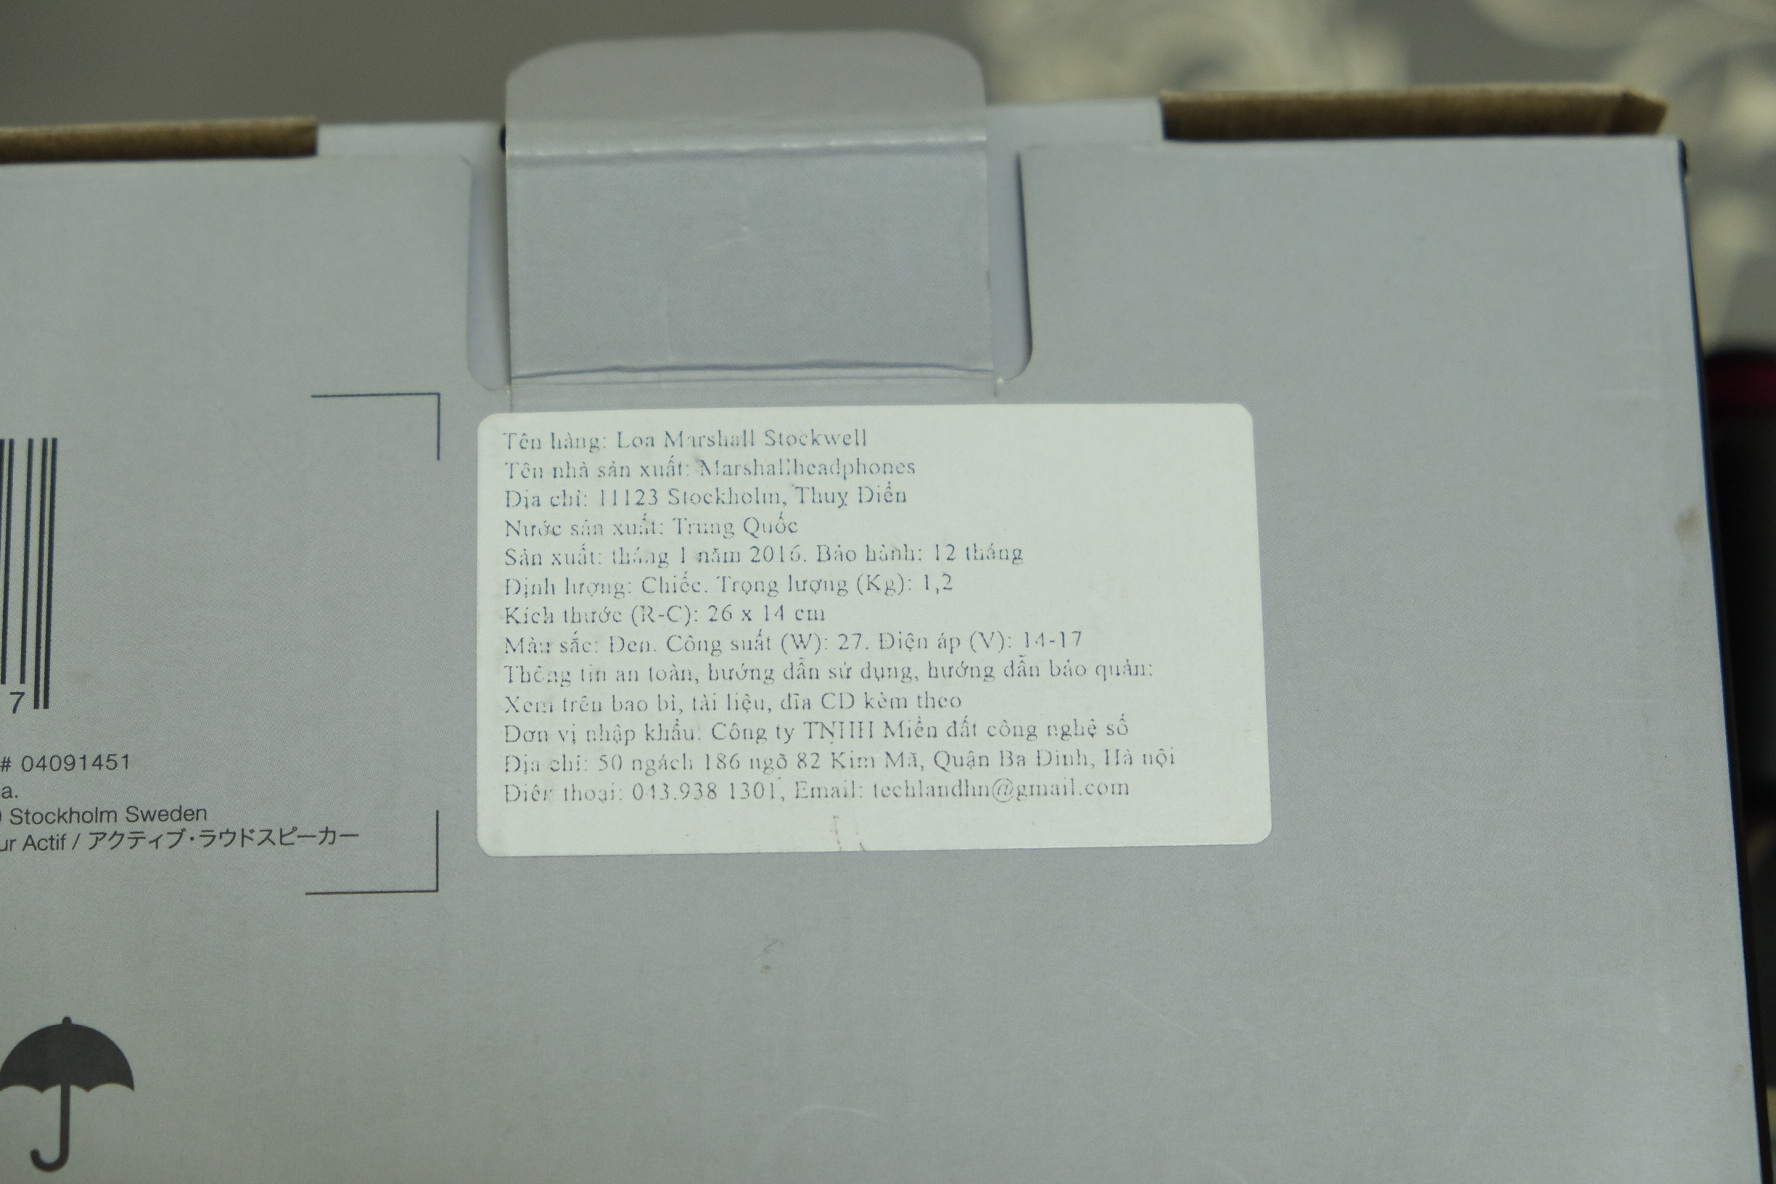 Tên hàng: Loa Marshall Stockwell
Tên nhà sản xuất: Marshallheadphones
Địa chỉ: 11123 Stockholm, Thuỵ Điển
Nước sản xuất: Trung Quốc
Sản xuất: tháng 1 năm 2016. Bảo hành: 12 tháng
Định lượng: Chiếc. Trọng lượng (Kg): 1,2
Kích thước (R-C): 26 x 14 cm
Màu sắc: Đen. Công suất (W): 27. Điện áp (V): 14-17
Thông tin an toàn, hướng dẫn sử dụng, hướng dẫn bảo quản:
Xem trên bao bì, tài liệu, đĩa CD kèm theo
Đơn vị nhập khẩu: Công ty TNHH Miền đất công nghệ số
Địa chỉ: 50 ngách 186 ngõ 82 Kim Mã, Quận Ba Đình, Hà nội
Điện thoại: 043.938 1301, Email: techlandhn@gmail.com
7
# 04091451
a.
Stockholm Sweden
ur Actif / アクティブ・ラウドスピーカー